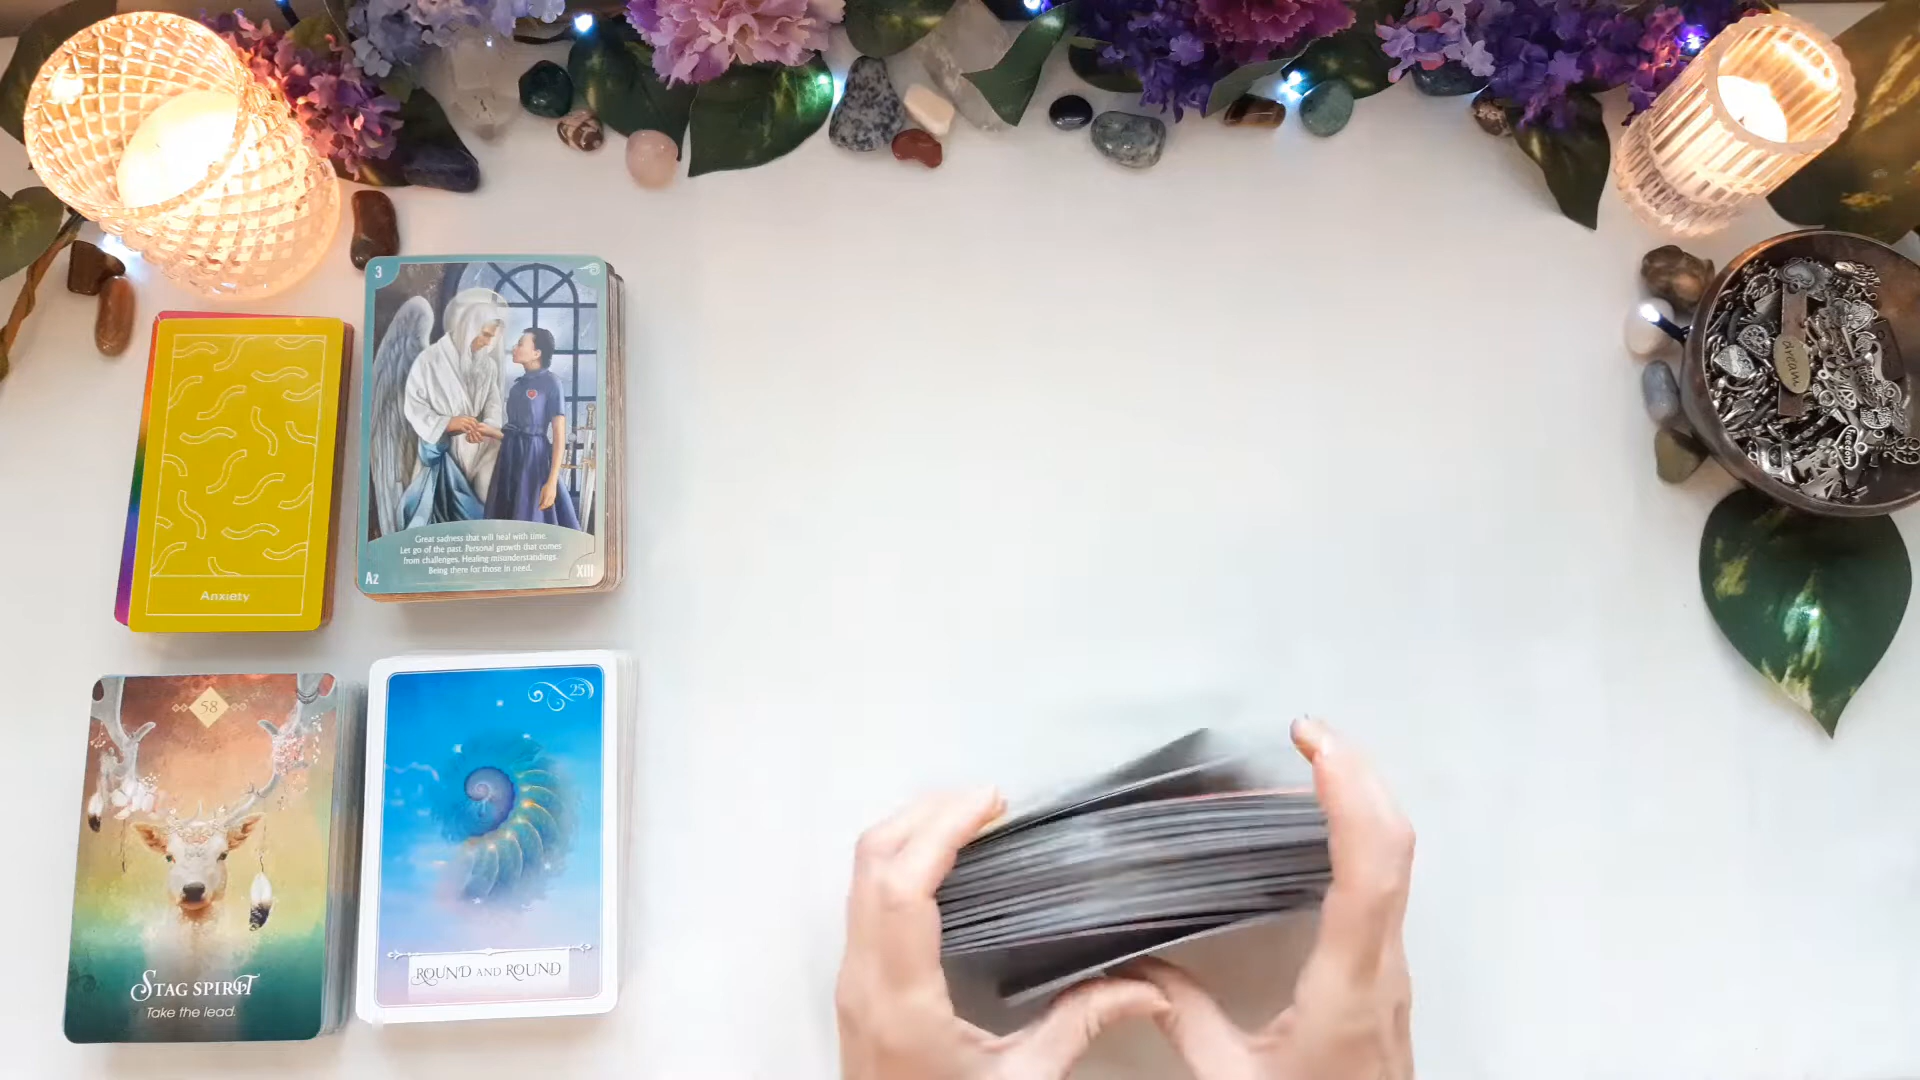 3
Great sadness that will heal with time.
Let go of the past. Personal growth that comes
from challenges. Healing misunderstandings.
Being there for those in need.
Az
XIII
Anxiety
58
STAG SPIRIT
Take the lead.
25
ROUND AND ROUND
dream
freedom